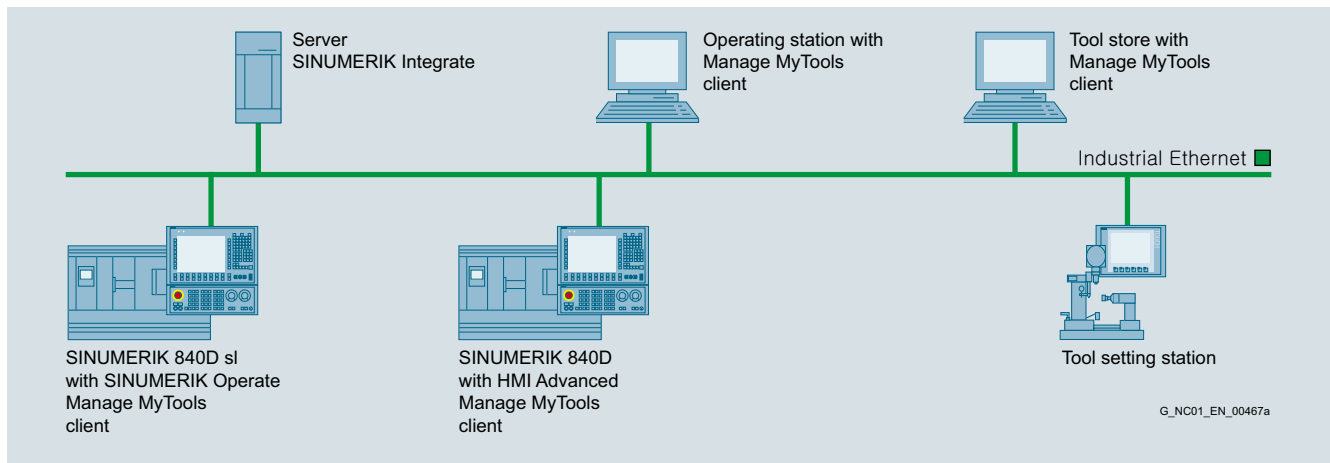 Server
SINUMERIK Integrate
Operating station with
Manage MyTools
client
Tool store with
Manage MyTools
client
Industrial Ethernet
SINUMERIK 840D sl
with SINUMERIK Operate
Manage MyTools
client
SINUMERIK 840D
with HMI Advanced
Manage MyTools
client
Tool setting station
G_NC01_EN_00467a